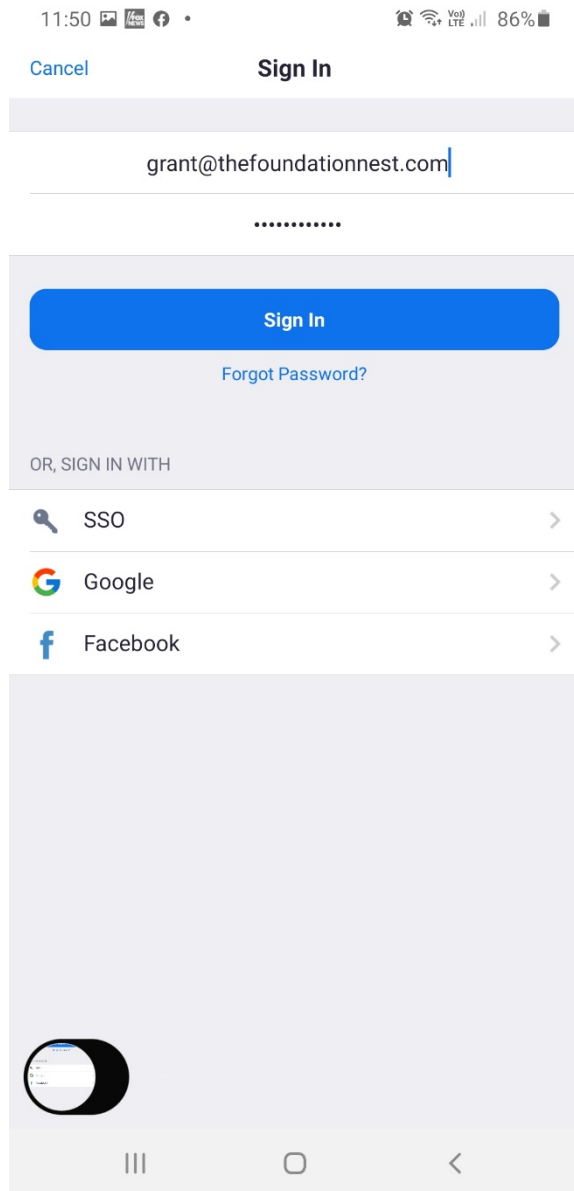 11:50 VoLTE 86%
Cancel Sign In
grant@thefoundationnest.com
••••••••••••
Sign In
Forgot Password?
OR, SIGN IN WITH
SSO
Google
Facebook